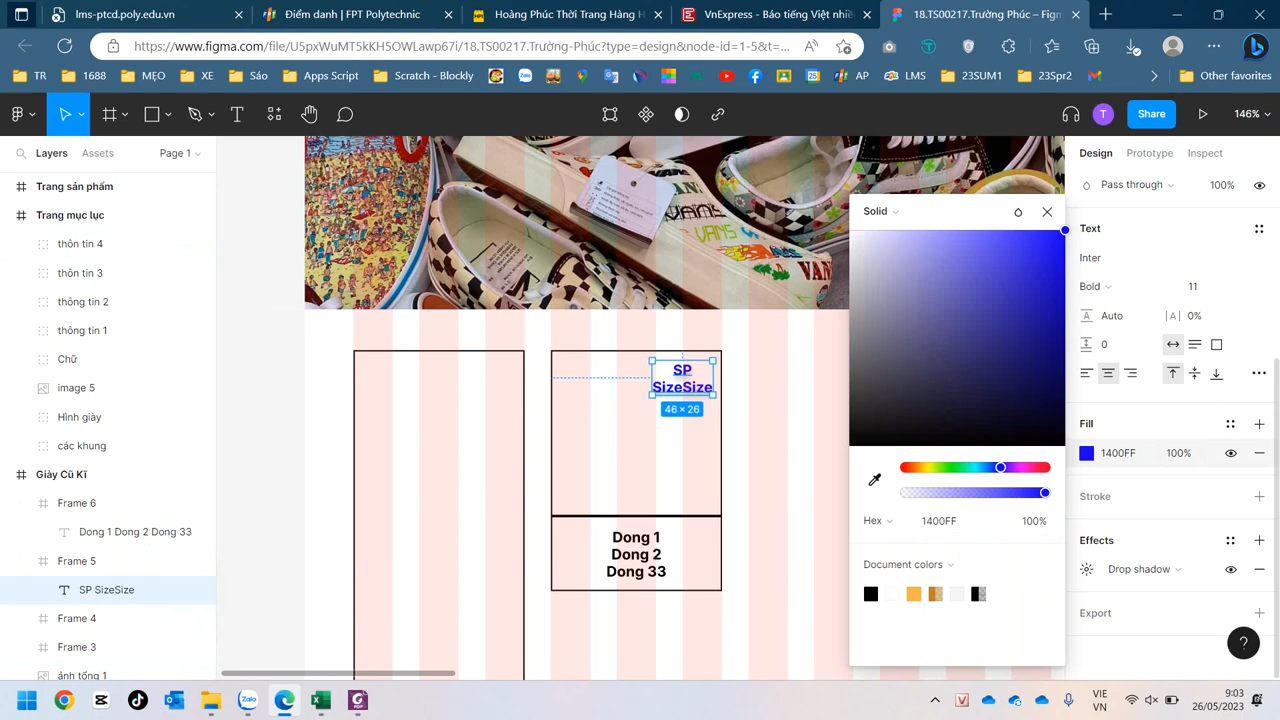 lms-ptcd.poly.edu.vn
Điểm danh | FPT Polytechnic
Hoàng Phúc Thời Trang Hàng H
VnExpress - Báo tiếng Việt nhiề
18.TS00217.Trường Phúc – Figm
https://www.figma.com/file/U5pxWuMT5kKH5OWLawp67i/18.TS00217.Trường-Phúc?type=design&node-id=1-5&t=...
TR
1688
MẸO
XE
Sáo
Apps Script
Scratch - Blockly
LMS
23SUM1
23Spr2
Other favorites
Share
146%
Layers
Assets
Page 1
Trang sản phẩm
Trang mục lục
thôn tin 4
thôn tin 3
thông tin 2
thông tin 1
Chữ
image 5
Hình giày
các khung
Giày Cũ Kĩ
Frame 6
Dong 1 Dong 2 Dong 33
Frame 5
SP SizeSize
Frame 4
Frame 3
ảnh tổng 1
SP
SizeSize
46 × 26
Dong 1
Dong 2
Dong 33
Solid
Hex
1400FF
100%
Document colors
Design
Prototype
Inspect
Pass through
100%
Text
Inter
Bold
11
Auto
0%
0
Fill
1400FF
100%
Stroke
Effects
Drop shadow
Export
VIE
VN
9:03
26/05/2023